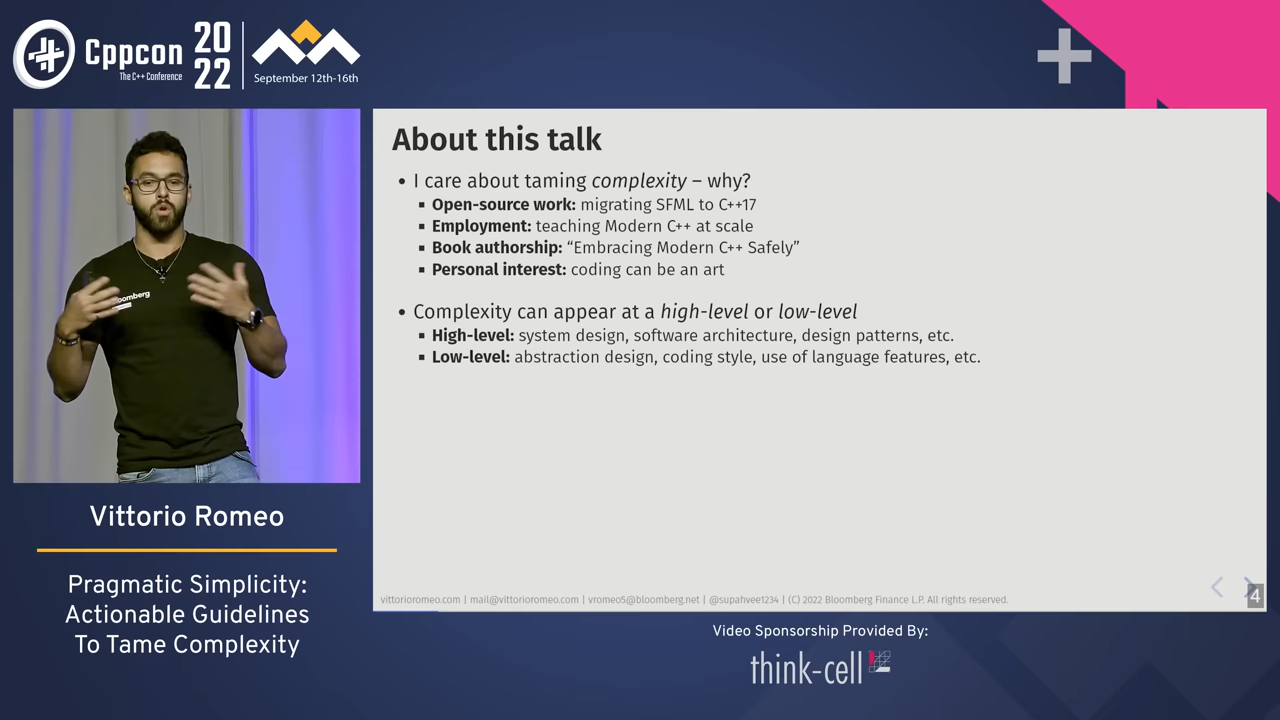 Cppcon
The C++ Conference
20
22
September 12th-16th
About this talk
• I care about taming complexity – why?
▪ Open-source work: migrating SFML to C++17
▪ Employment: teaching Modern C++ at scale
▪ Book authorship: “Embracing Modern C++ Safely”
▪ Personal interest: coding can be an art
• Complexity can appear at a high-level or low-level
▪ High-level: system design, software architecture, design patterns, etc.
▪ Low-level: abstraction design, coding style, use of language features, etc.
vittorioromeo.com | mail@vittorioromeo.com | vromeo5@bloomberg.net | @supahvee1234 | (C) 2022 Bloomberg Finance L.P. All rights reserved.
4
Vittorio Romeo
Pragmatic Simplicity:
Actionable Guidelines
To Tame Complexity
Video Sponsorship Provided By:
think-cell